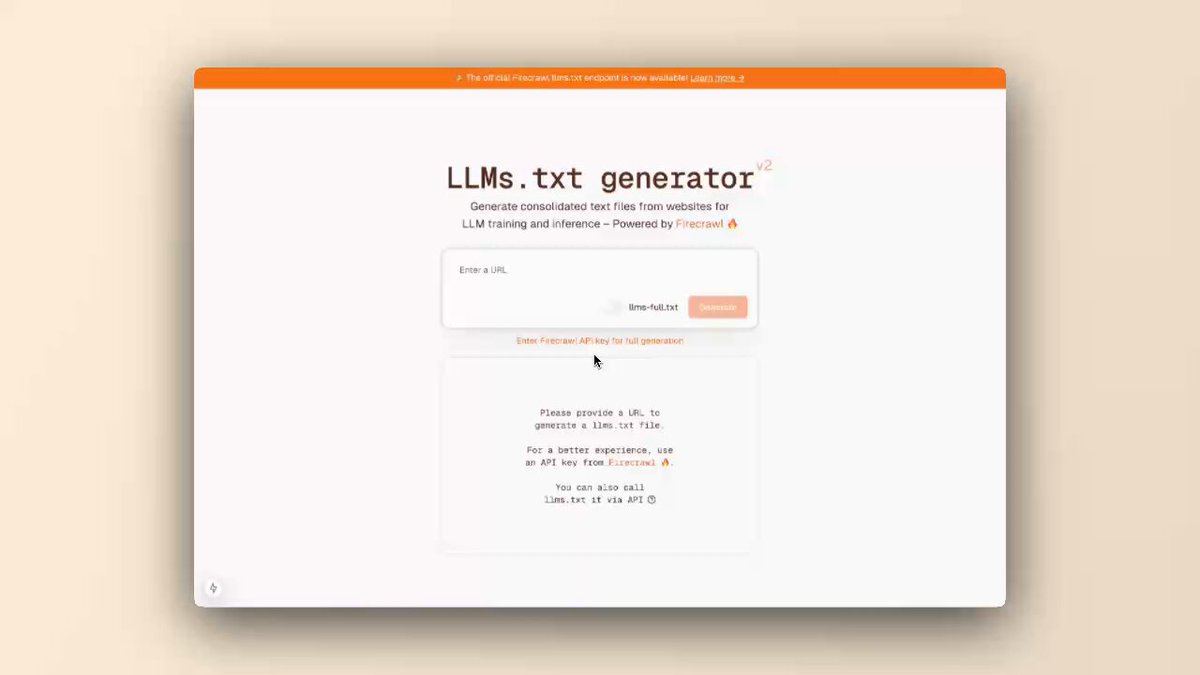 The official Firecrawl llms.txt endpoint is now available! Learn more →
LLMs.txt generator v2
Generate consolidated text files from websites for
LLM training and inference – Powered by Firecrawl 🔥
Enter a URL
llms-full.txt Generate
Enter Firecrawl API key for full generation
Please provide a URL to
generate a llms.txt file.
For a better experience, use
an API key from Firecrawl 🔥.
You can also call
llms.txt it via API